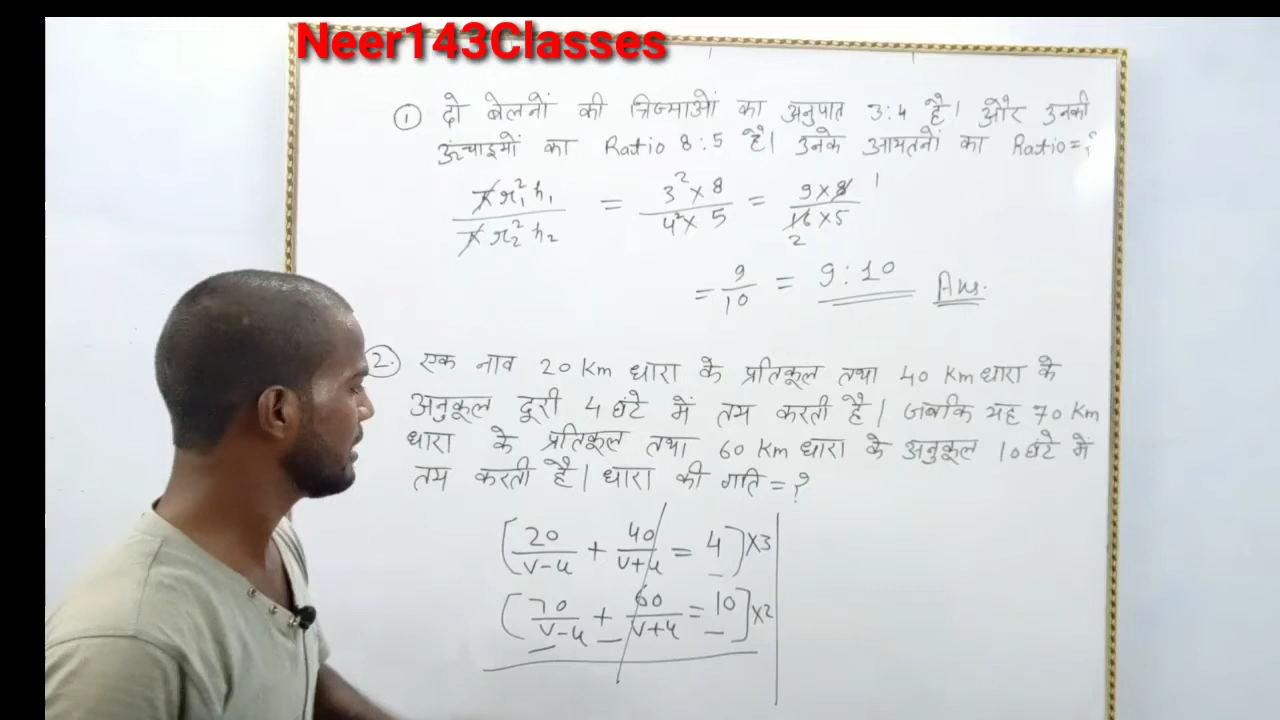 Neer143Classes
① दो बेलनों की त्रिज्याओं का अनुपात 3:4 है। और उनकी
ऊंचाइयों का Ratio 8:5 है। उनके आयतनों का Ratio=?
πr₁²h₁ / πr₂²h₂ = 3²×8 / 4²×5 = 9×8 / 16×5 1 2
= 9/10 = 9:10 Ans.
②. एक नाव 20 Km धारा के प्रतिकूल तथा 40 Km धारा के
अनुकूल दूरी 4 घंटे में तय करती है। जबकि यह 70 Km
धारा के प्रतिकूल तथा 60 Km धारा के अनुकूल 10 घंटे में
तय करती है। धारा की गति=?
(20/v-u + 40/v+u = 4)×3
(70/v-u + 60/v+u = 10)×2